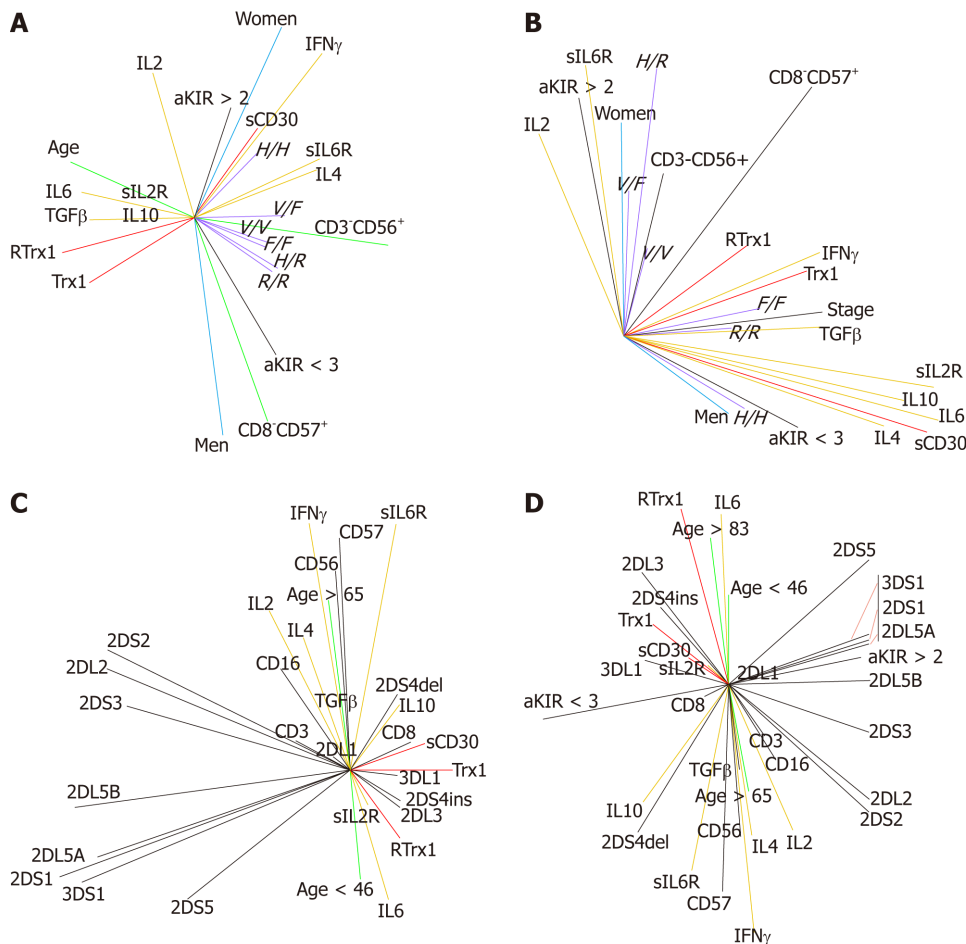 A
Women
IFNγ
IL2
aKIR > 2
sCD30
H/H
Age
sIL6R
IL4
IL6
sIL2R
TGFβ
IL10
V/F
CD3⁻CD56⁺
V/V
F/F
RTrx1
H/R
Trx1
R/R
aKIR < 3
CD8⁻CD57⁺
Men
B
sIL6R
H/R
CD8⁻CD57⁺
aKIR > 2
Women
IL2
CD3-CD56+
V/F
V/V
RTrx1
IFNγ
Trx1
F/F
Stage
R/R
TGFβ
sIL2R
IL10
Men
H/H
IL6
aKIR < 3
IL4
sCD30
C
IFNγ
sIL6R
CD57
CD56
Age > 65
IL2
IL4
2DS2
2DL2
CD16
2DS4del
TGFβ
IL10
2DS3
CD3
2DL1
CD8
sCD30
Trx1
3DL1
2DL5B
2DS4ins
sIL2R
2DL3
RTrx1
2DL5A
2DS1
3DS1
Age < 46
2DS5
IL6
D
RTrx1
IL6
Age > 83
2DS5
2DL3
Age < 46
3DS1
2DS4ins
2DS1
Trx1
2DL5A
sCD30
aKIR > 2
3DL1
sIL2R
2DL1
2DL5B
aKIR < 3
CD8
2DS3
CD3
CD16
TGFβ
Age > 65
2DL2
IL10
2DS2
2DS4del
CD56
IL4
IL2
sIL6R
CD57
IFNγ